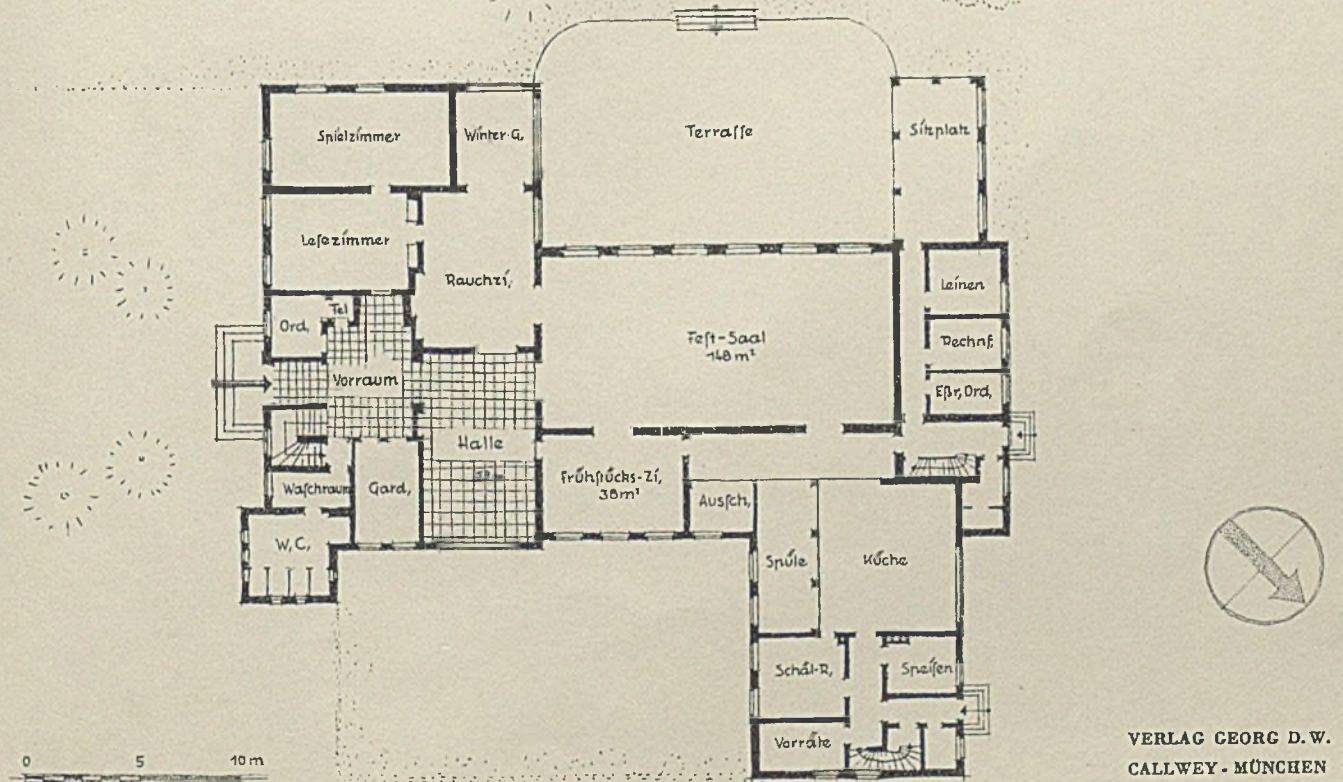 Spielzimmer
Winter-G,
Terraſſe
Sitzplatz
Leſezimmer
Rauchzi,
Ord,
Tel
Vorraum
Halle
Feſt-Saal
148 m²
Leinen
Rechnf,
Eßr, Ord,
Waſchraum
Gard,
W, C,
Frühſtücks-Zi,
38 m²
Ausſch,
Spüle
Küche
Schäl-R,
Speiſen
Vorräte
0 5 10 m
VERLAG GEORG D. W.
CALLWEY - MÜNCHEN